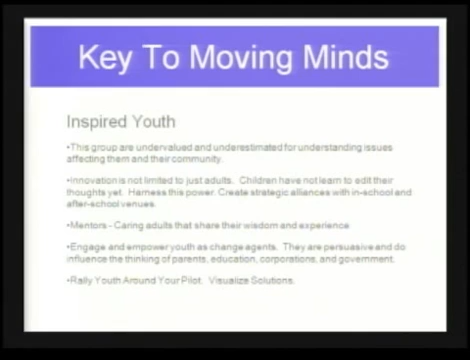 Key To Moving Minds
Inspired Youth
•This group are undervalued and underestimated for understanding issues
affecting them and their community.
•Innovation is not limited to just adults. Children have not learn to edit their
thoughts yet. Harness this power. Create strategic alliances with in-school and
after-school venues.
•Mentors - Caring adults that share their wisdom and experience
•Engage and empower youth as change agents. They are persuasive and do
influence the thinking of parents, education, corporations, and government.
•Rally Youth Around Your Pilot. Visualize Solutions.